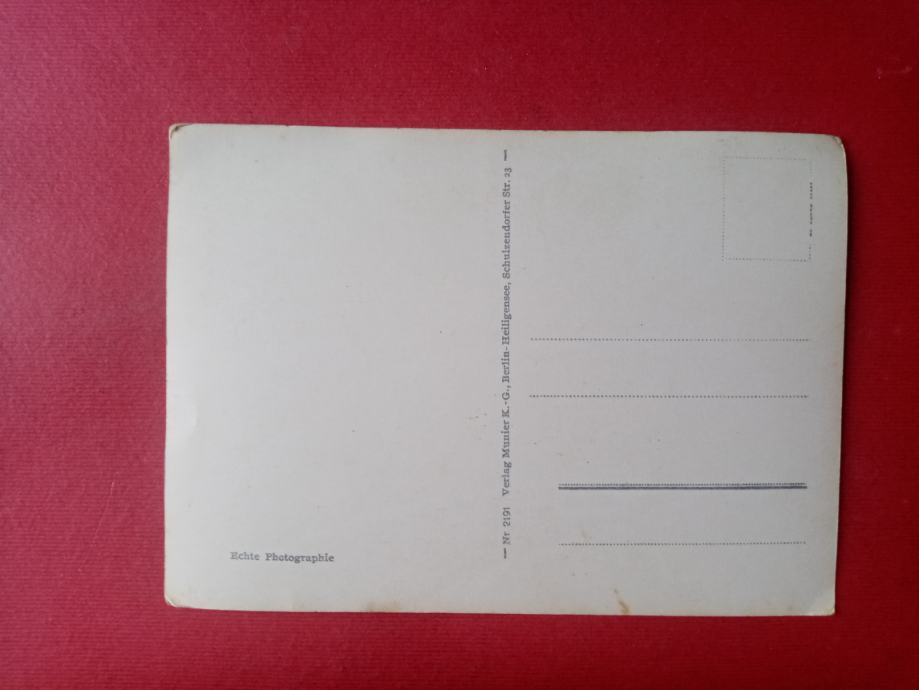 — Nr 2191 Verlag Munier K.-G., Berlin-Heiligensee, Schulzendorfer Str. 23 —
Echte Photographie